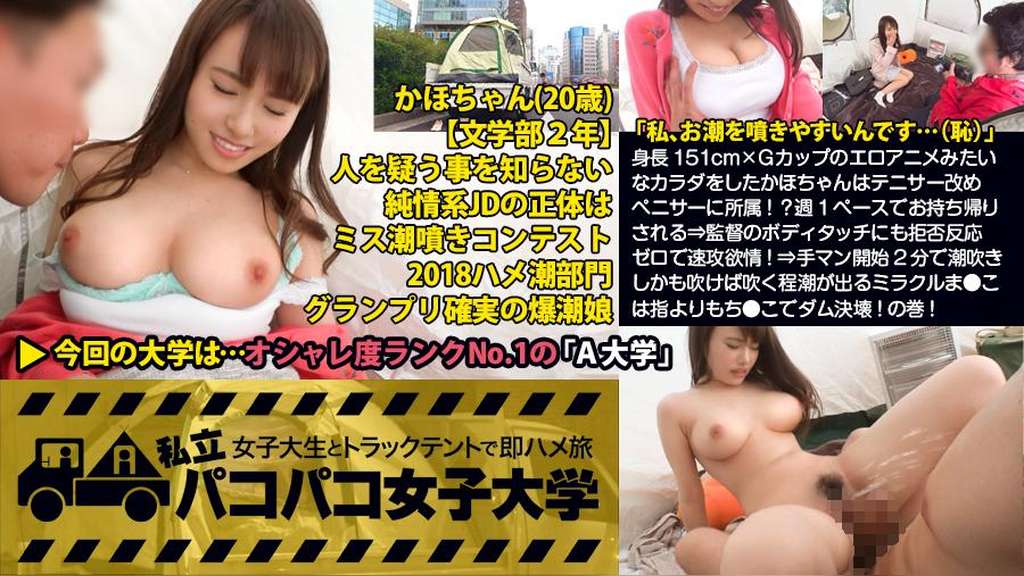 かほちゃん(20歳)
【文学部２年】
人を疑う事を知らない
純情系JDの正体は
ミス潮噴きコンテスト
2018ハメ潮部門
グランプリ確実の爆潮娘
「私、お潮を噴きやすいんです…（恥）」
身長151cm×Gカップのエロアニメみたい
なカラダをしたかほちゃんはテニサー改め
ペニサーに所属！？週１ペースでお持ち帰り
される⇒監督のボディタッチにも拒否反応
ゼロで速攻欲情！⇒手マン開始２分で潮吹き
しかも吹けば吹く程潮が出るミラクルま●こ
は指よりもち●こでダム決壊！の巻！
▶今回の大学は…オシャレ度ランクNo.1の「A大学」
私立 女子大生とトラックテントで即ハメ旅
パコパコ女子大学